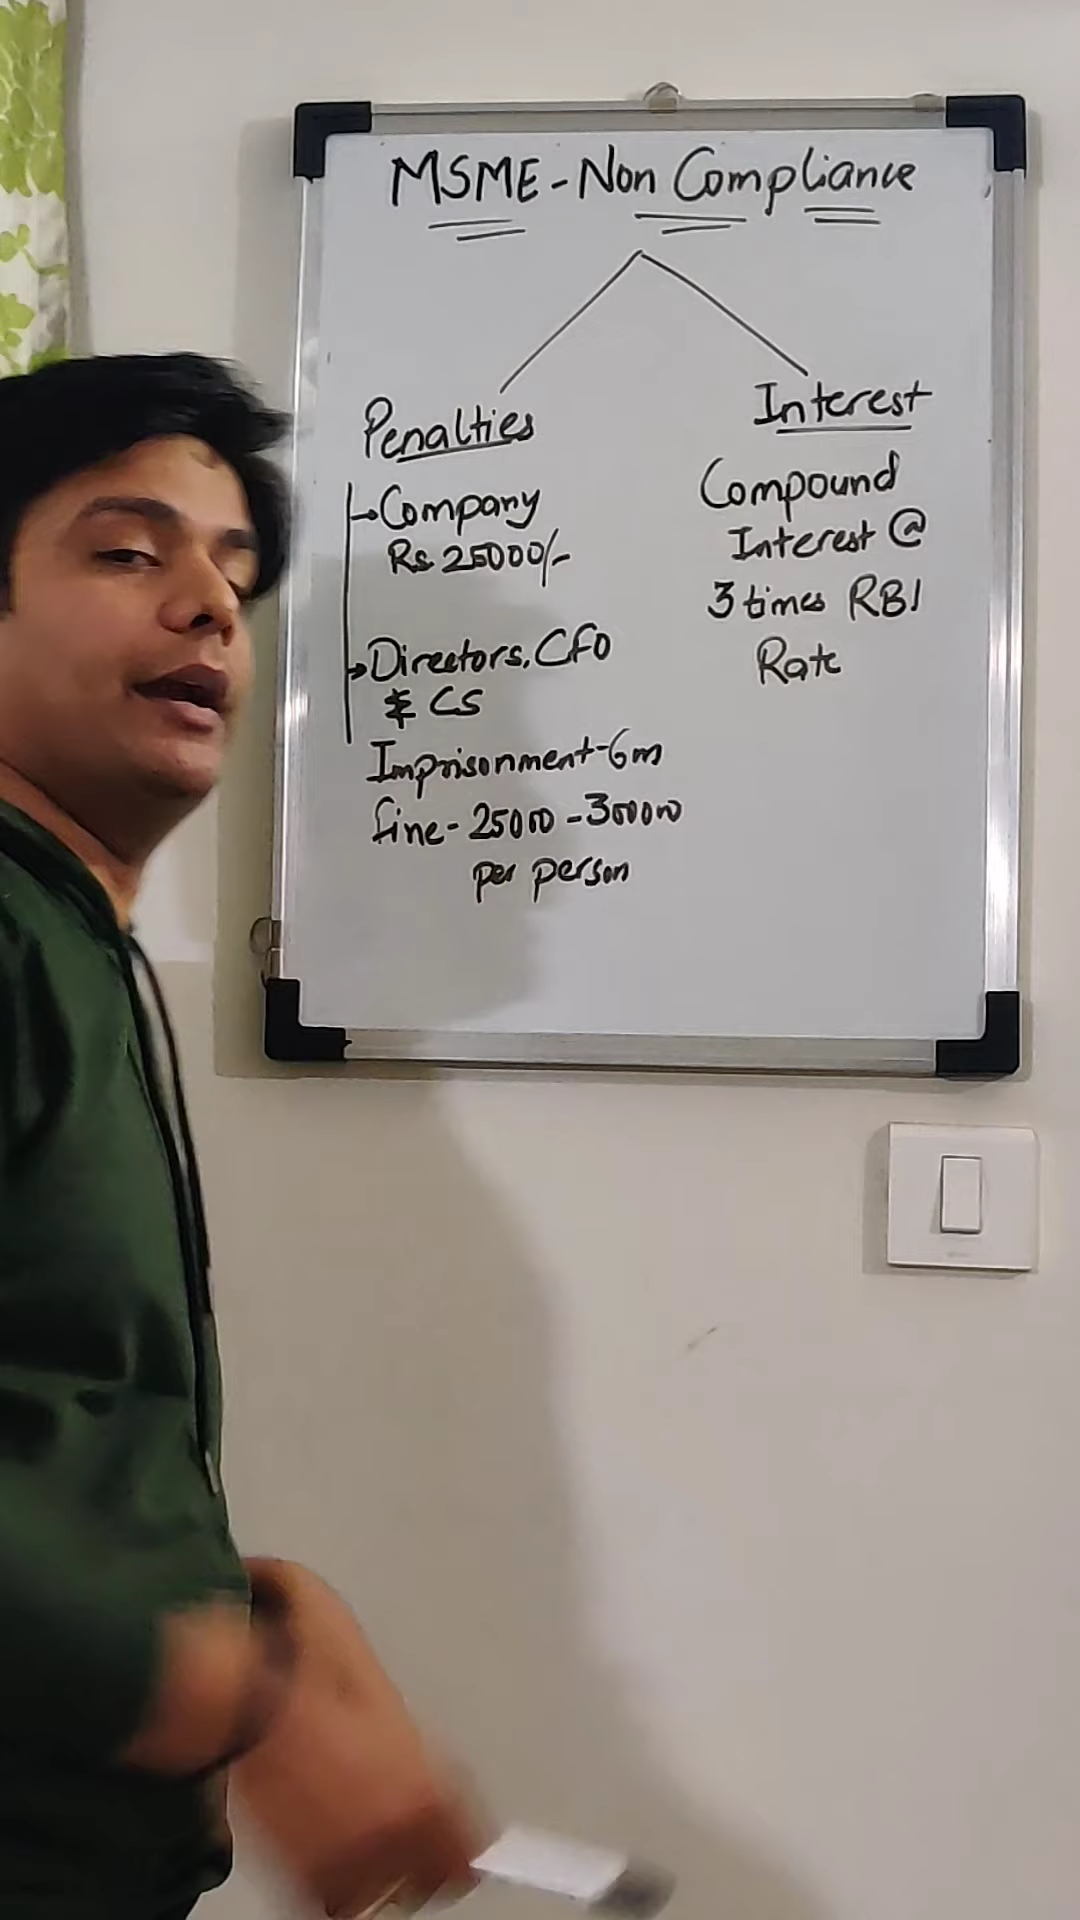 MSME - Non Compliance
Penalties
Company
Rs. 25000/-
Directors, CFO
& CS
Imprisonment - 6m
fine - 25000 - 300000
per person
Interest
Compound
Interest @
3 times RBI
Rate